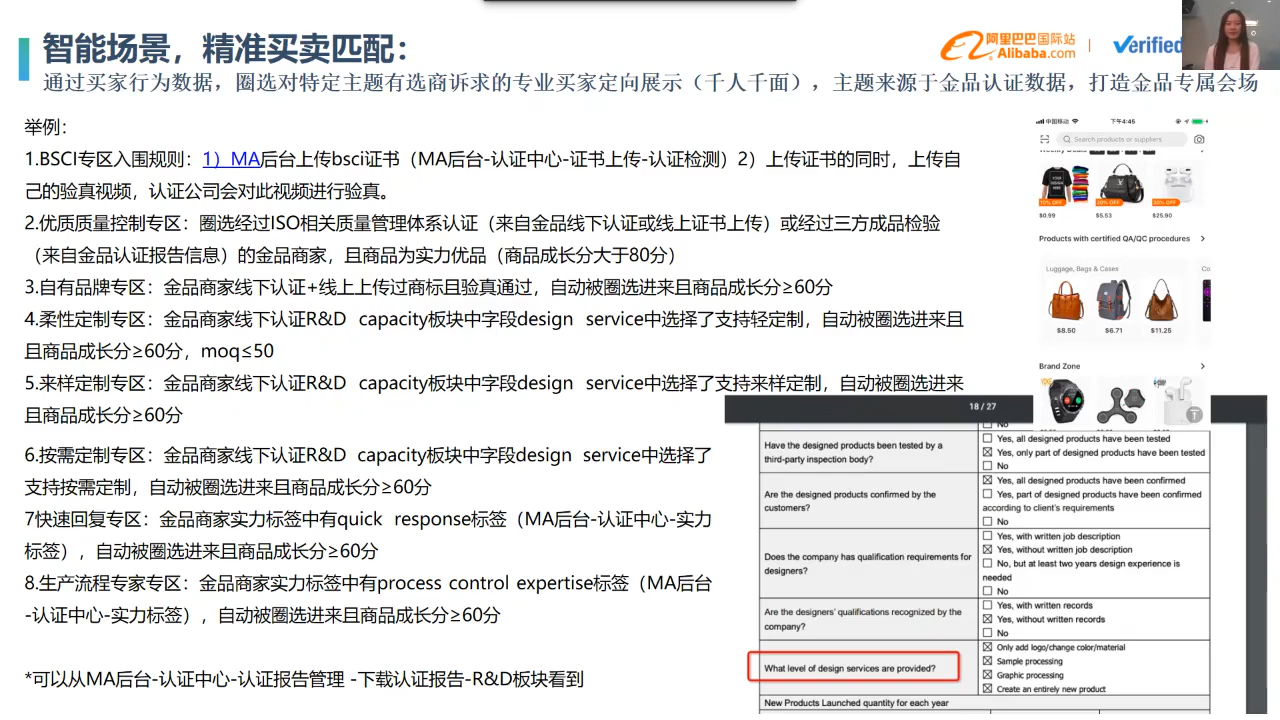 智能场景，精准买卖匹配：
阿里巴巴国际站
Alibaba.com
Verified
通过买家行为数据，圈选对特定主题有选商诉求的专业买家定向展示（千人千面），主题来源于金品认证数据，打造金品专属会场
举例：
1.BSCI专区入围规则：1）MA后台上传bsci证书（MA后台-认证中心-证书上传-认证检测）2）上传证书的同时，上传自
己的验真视频，认证公司会对此视频进行验真。
2.优质质量控制专区：圈选经过ISO相关质量管理体系认证（来自金品线下认证或线上证书上传）或经过三方成品检验
（来自金品认证报告信息）的金品商家，且商品为实力优品（商品成长分大于80分）
3.自有品牌专区：金品商家线下认证+线上上传过商标且验真通过，自动被圈选进来且商品成长分≥60分
4.柔性定制专区：金品商家线下认证R&D capacity板块中字段design service中选择了支持轻定制，自动被圈选进来且
且商品成长分≥60分，moq≤50
5.来样定制专区：金品商家线下认证R&D capacity板块中字段design service中选择了支持来样定制，自动被圈选进来
且商品成长分≥60分
6.按需定制专区：金品商家线下认证R&D capacity板块中字段design service中选择了
支持按需定制，自动被圈选进来且商品成长分≥60分
7快速回复专区：金品商家实力标签中有quick response标签（MA后台-认证中心-实力
标签），自动被圈选进来且商品成长分≥60分
8.生产流程专家专区：金品商家实力标签中有process control expertise标签（MA后台
-认证中心-实力标签），自动被圈选进来且商品成长分≥60分
*可以从MA后台-认证中心-认证报告管理 -下载认证报告-R&D板块看到
中国移动
下午4:45
Search products or suppliers
10% OFF
20% OFF
30% OFF
$0.99
$5.53
$25.90
Products with certified QA/QC procedures
Luggage, Bags & Cases
Co
$8.50
$6.71
$11.25
Brand Zone
18 / 27
No
Have the designed products been tested by a
third-party inspection body?
Yes, all designed products have been tested
Yes, only part of designed products have been tested
No
Are the designed products confirmed by the
customers?
Yes, all designed products have been confirmed
Yes, part of designed products have been confirmed
according to client's requirements
No
Does the company has qualification requirements for
designers?
Yes, with written job description
Yes, without written job description
No, but at least two years design experience is
needed
No
Are the designers' qualifications recognized by the
company?
Yes, with written records
Yes, without written records
No
What level of design services are provided?
Only add logo/change color/material
Sample processing
Graphic processing
Create an entirely new product
New Products Launched quantity for each year